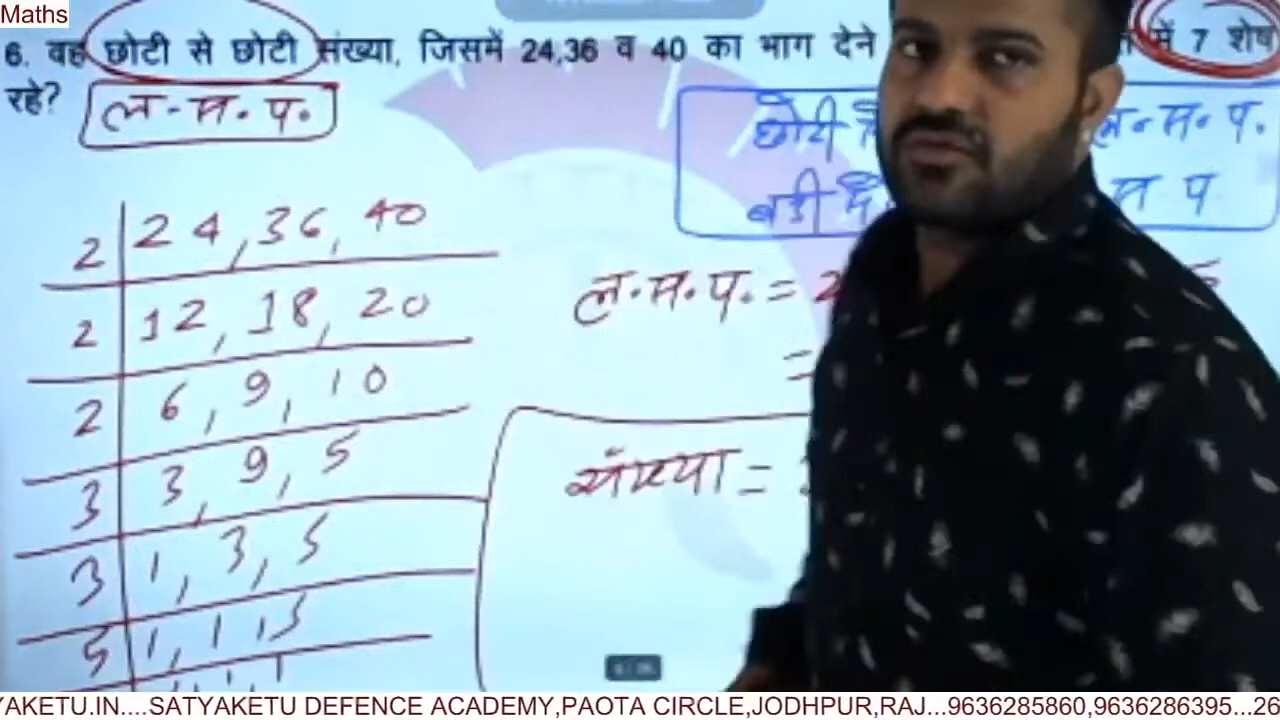 Maths
6. वह छोटी से छोटी संख्या, जिसमें 24,36 व 40 का भाग देने में 7 शेष
रहे?
ल.म.प.
छोटी ल.म.प.
बडी म प
2 24, 36, 40
2 12, 18, 20
2 6, 9, 10
3 3, 9, 5
3 1, 3, 5
5 1, 1, 5
ल.म.प. = 2
=
संख्या =
YAKETU.IN....SATYAKETU DEFENCE ACADEMY,PAOTA CIRCLE,JODHPUR,RAJ...9636285860,9636286395...26